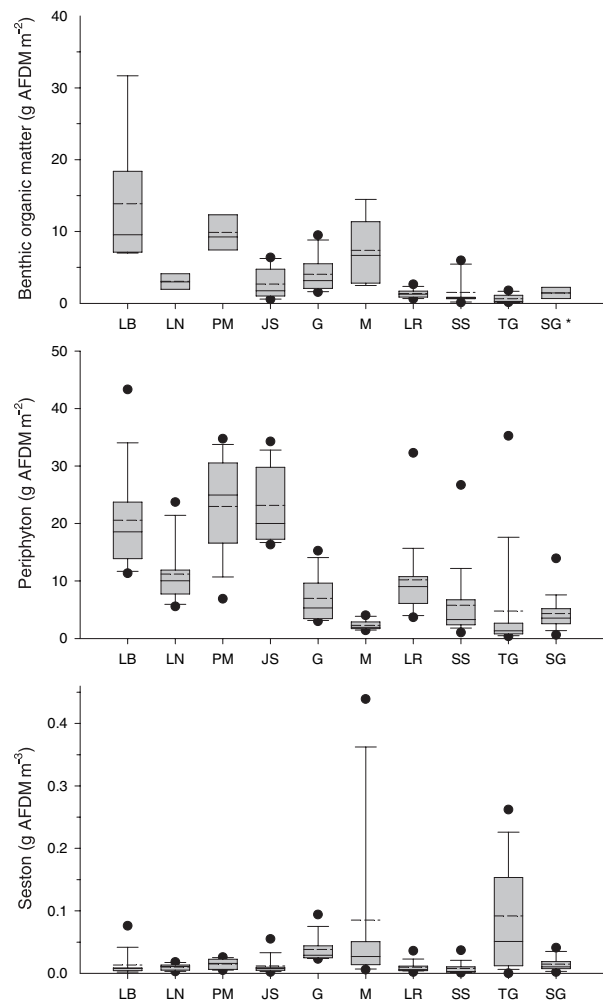 Benthic organic matter (g AFDM m⁻²)
40
30
20
10
0
LB LN PM JS G M LR SS TG SG *
Periphyton (g AFDM m⁻²)
50
40
30
20
10
0
LB LN PM JS G M LR SS TG SG
Seston (g AFDM m⁻³)
0.4
0.3
0.2
0.1
0.0
LB LN PM JS G M LR SS TG SG